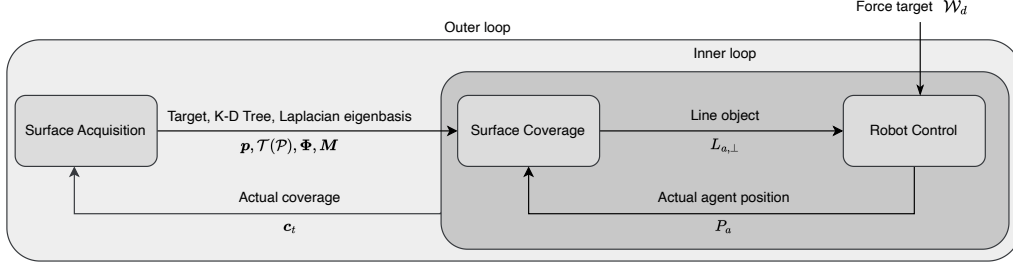 Force target 𝒲_d
Outer loop
Inner loop
Surface Acquisition
Target, K-D Tree, Laplacian eigenbasis
𝒑, 𝒯(𝒫), 𝚽, 𝑴
Surface Coverage
Line object
L_{a,⊥}
Robot Control
Actual coverage
𝒄_t
Actual agent position
P_a